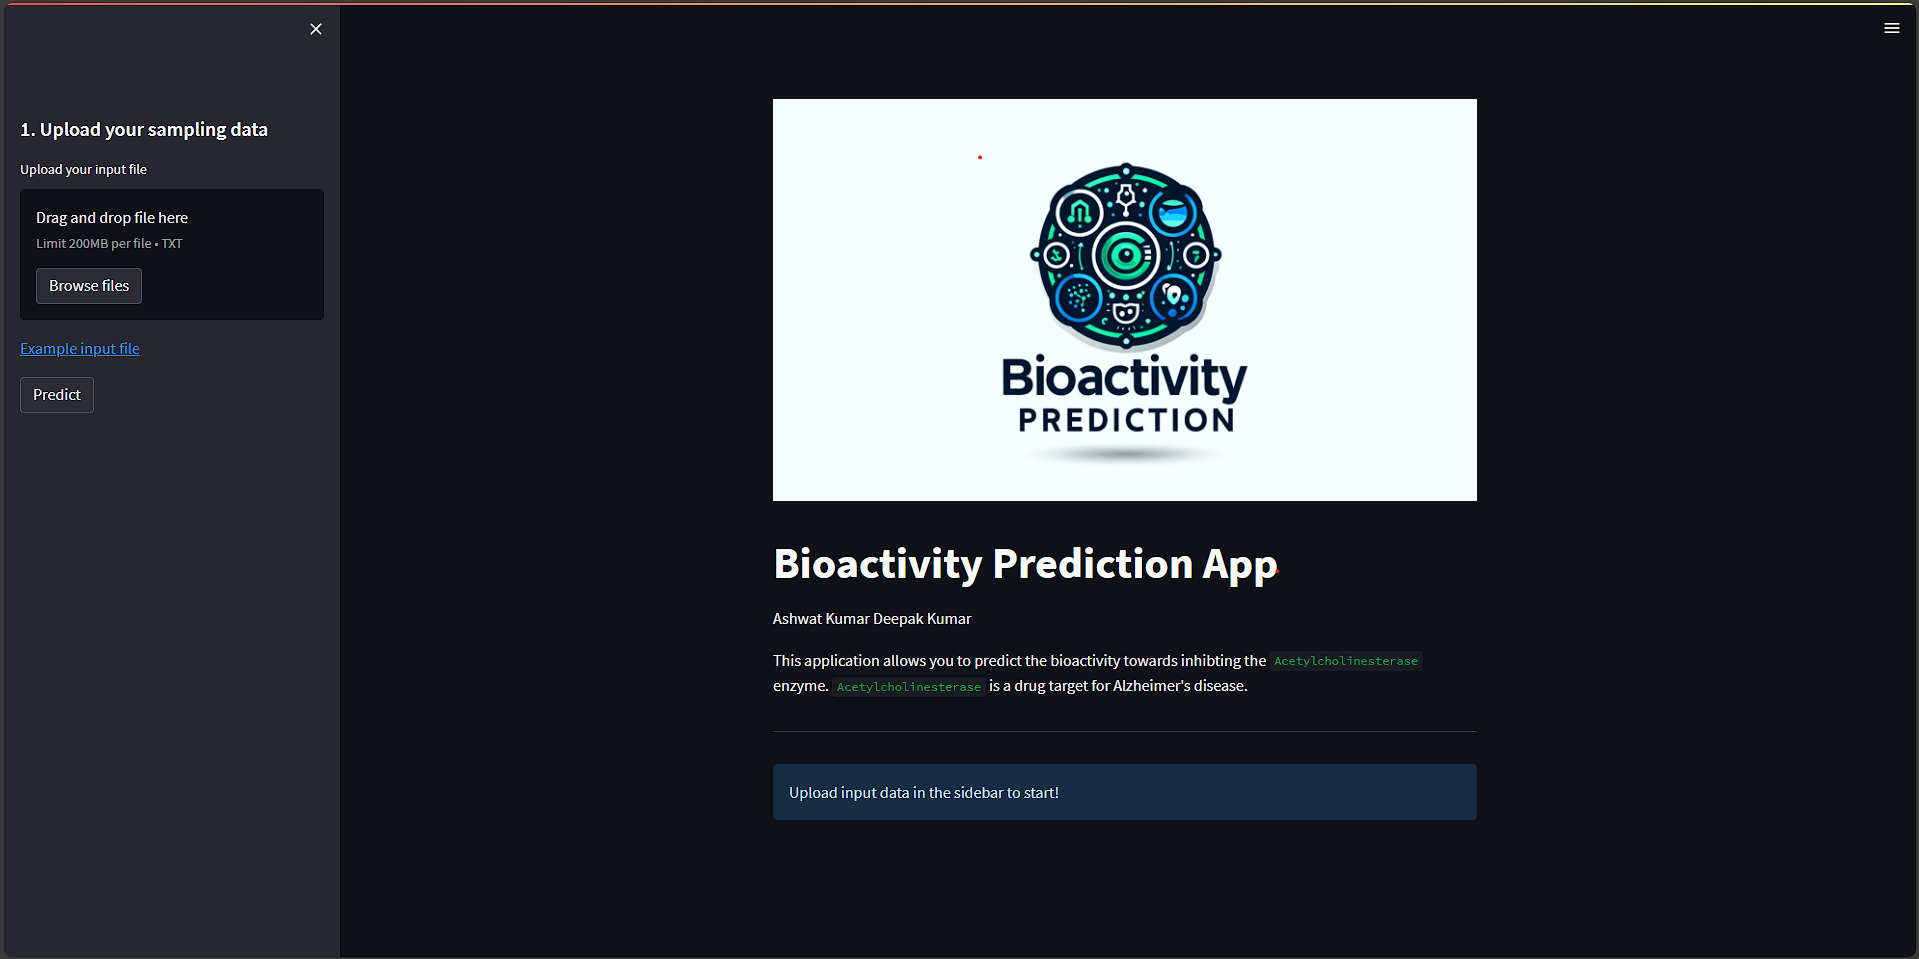 1. Upload your sampling data
Upload your input file
Drag and drop file here
Limit 200MB per file • TXT
Browse files
Example input file
Predict
Bioactivity
PREDICTION
Bioactivity Prediction App
Ashwat Kumar Deepak Kumar
This application allows you to predict the bioactivity towards inhibting the Acetylcholinesterase
enzyme. Acetylcholinesterase is a drug target for Alzheimer's disease.
Upload input data in the sidebar to start!